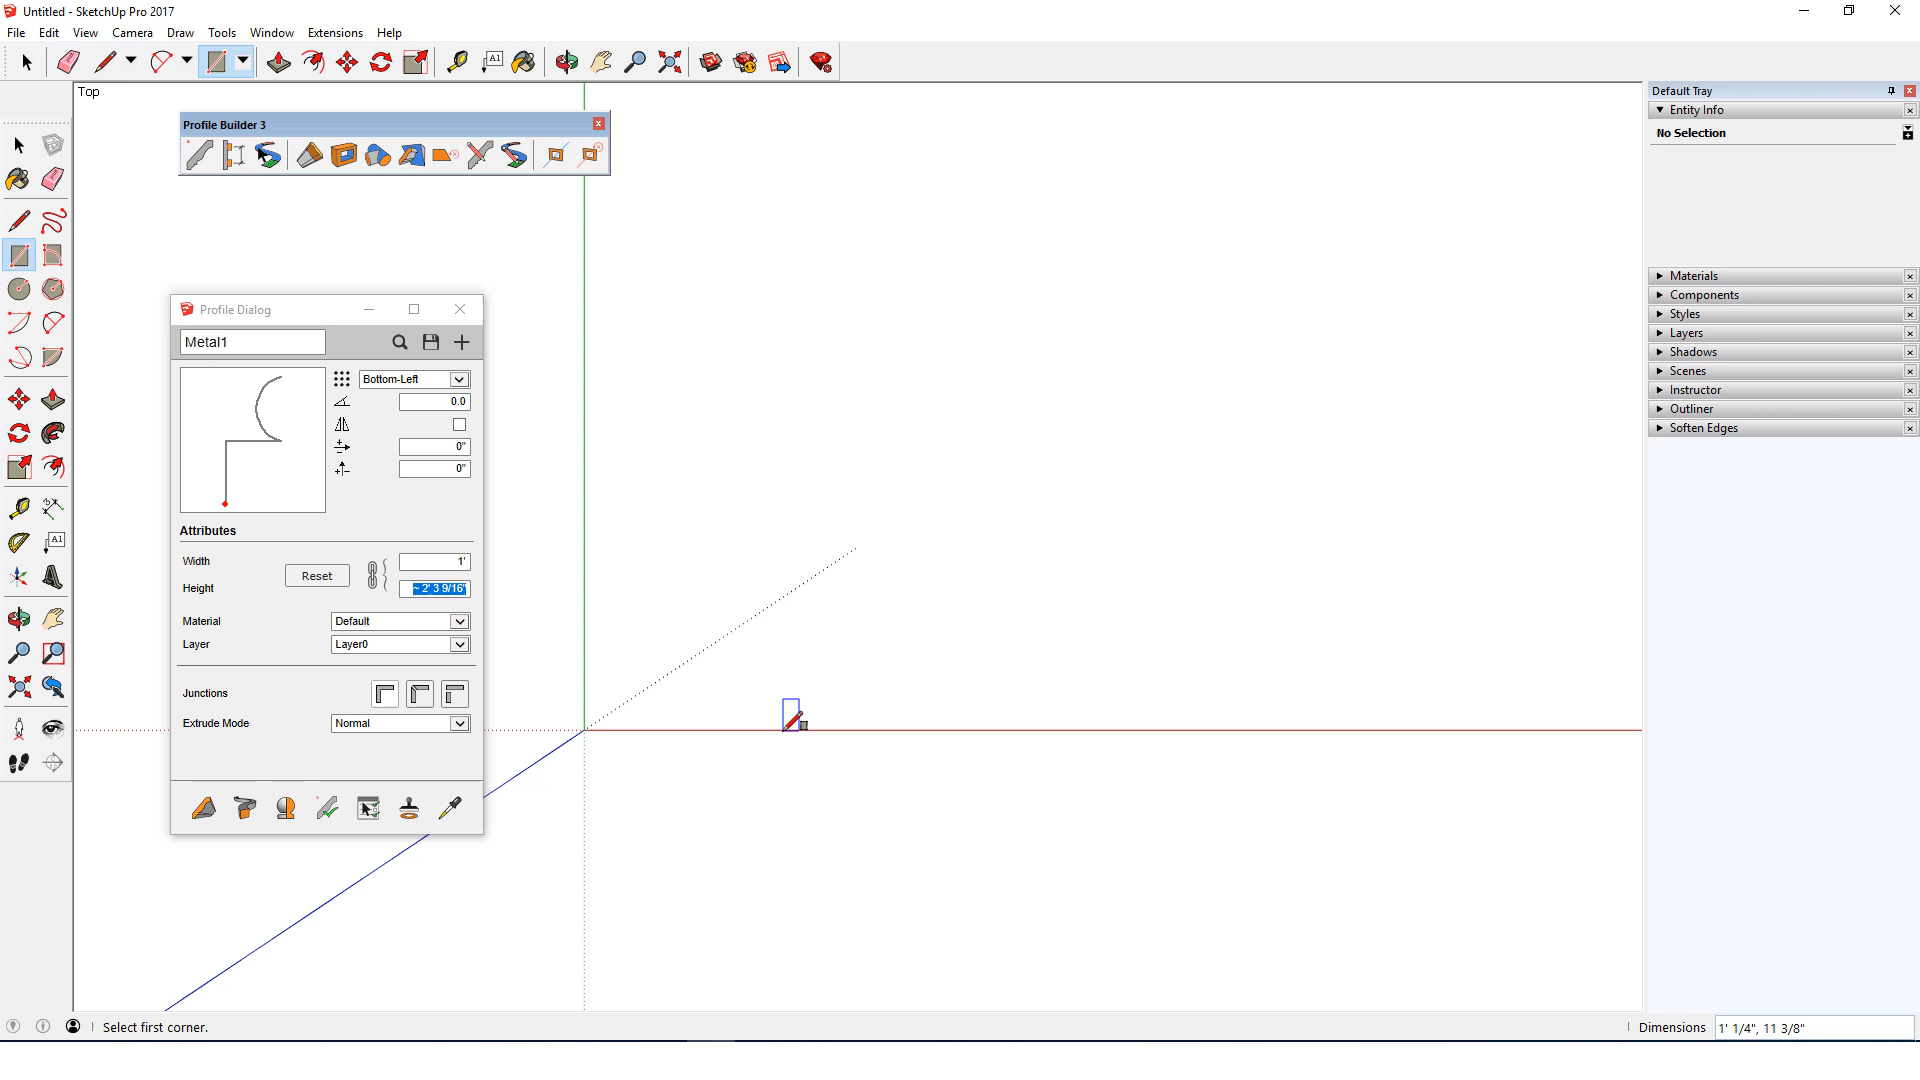 Untitled - SketchUp Pro 2017
File Edit View Camera Draw Tools Window Extensions Help
A1
Top
Profile Builder 3
Default Tray
Entity Info
No Selection
Materials
Components
Styles
Layers
Shadows
Scenes
Instructor
Outliner
Soften Edges
A1
Profile Dialog
Metal1
Bottom-Left
0.0
0"
0"
Attributes
Width 1'
Reset
Height ~ 2' 3 9/16"
Material Default
Layer Layer0
Junctions
Extrude Mode Normal
Select first corner.
Dimensions 1' 1/4", 11 3/8"